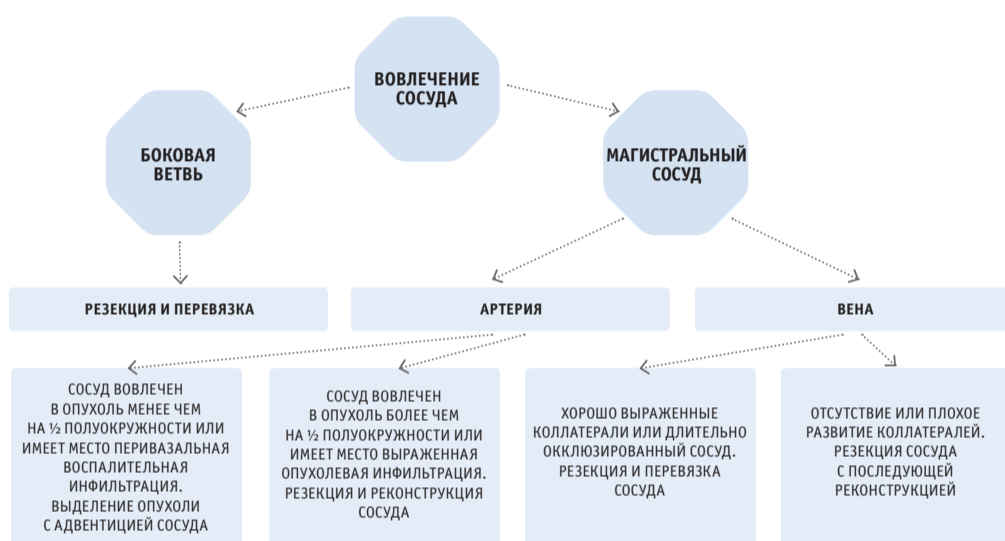 ВОВЛЕЧЕНИЕ
СОСУДА
БОКОВАЯ
ВЕТВЬ
МАГИСТРАЛЬНЫЙ
СОСУД
РЕЗЕКЦИЯ И ПЕРЕВЯЗКА
АРТЕРИЯ
ВЕНА
СОСУД ВОВЛЕЧЕН
В ОПУХОЛЬ МЕНЕЕ ЧЕМ
НА ½ ПОЛУОКРУЖНОСТИ ИЛИ
ИМЕЕТ МЕСТО ПЕРИВАЗАЛЬНАЯ
ВОСПАЛИТЕЛЬНАЯ
ИНФИЛЬТРАЦИЯ.
ВЫДЕЛЕНИЕ ОПУХОЛИ
С АДВЕНТИЦИЕЙ СОСУДА
СОСУД ВОВЛЕЧЕН
В ОПУХОЛЬ БОЛЕЕ ЧЕМ
НА ½ ПОЛУОКРУЖНОСТИ ИЛИ
ИМЕЕТ МЕСТО ВЫРАЖЕННАЯ
ОПУХОЛЕВАЯ ИНФИЛЬТРАЦИЯ.
РЕЗЕКЦИЯ И РЕКОНСТРУКЦИЯ
СОСУДА
ХОРОШО ВЫРАЖЕННЫЕ
КОЛЛАТЕРАЛИ ИЛИ ДЛИТЕЛЬНО
ОККЛЮЗИРОВАННЫЙ СОСУД.
РЕЗЕКЦИЯ И ПЕРЕВЯЗКА
СОСУДА
ОТСУТСТВИЕ ИЛИ ПЛОХОЕ
РАЗВИТИЕ КОЛЛАТЕРАЛЕЙ.
РЕЗЕКЦИЯ СОСУДА
С ПОСЛЕДУЮЩЕЙ
РЕКОНСТРУКЦИЕЙ